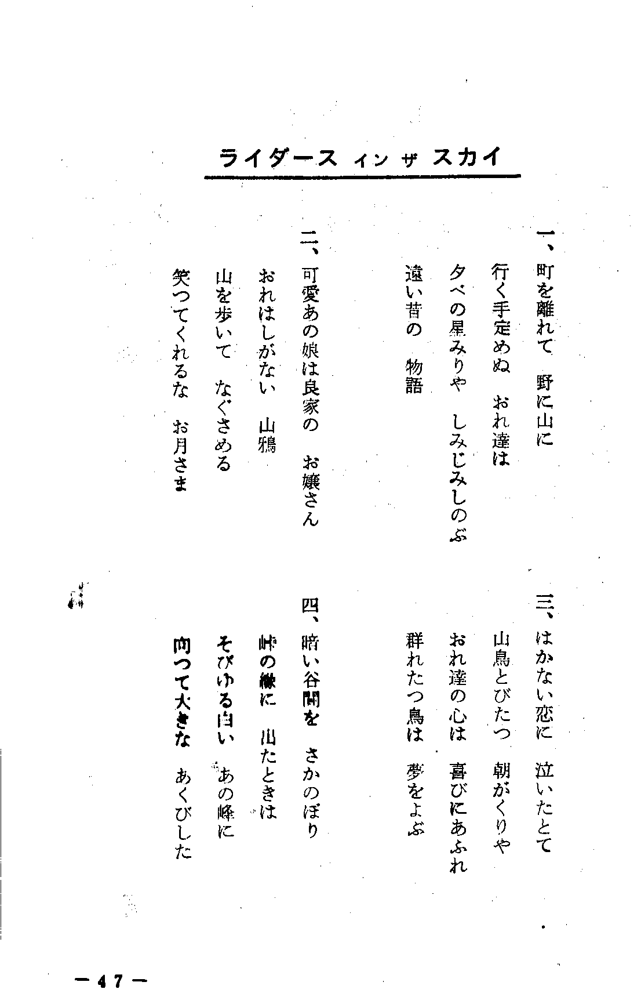 ライダース イン ザ スカイ
一、町を離れて 野に山に
行く手定めぬ おれ達は
夕べの星みりや しみじみしのぶ
遠い昔の 物語
二、可愛あの娘は良家の お嬢さん
おれはしがない 山鴉
山を歩いて なぐさめる
笑つてくれるな お月さま
三、はかない恋に 泣いたとて
山鳥とびたつ 朝がくりや
おれ達の心は 喜びにあふれ
群れたつ鳥は 夢をよぶ
四、暗い谷間を さかのぼり
峠の に 出たときは
そびゆる白い あの峰に
向つて大きな あくびした
― 47 ―